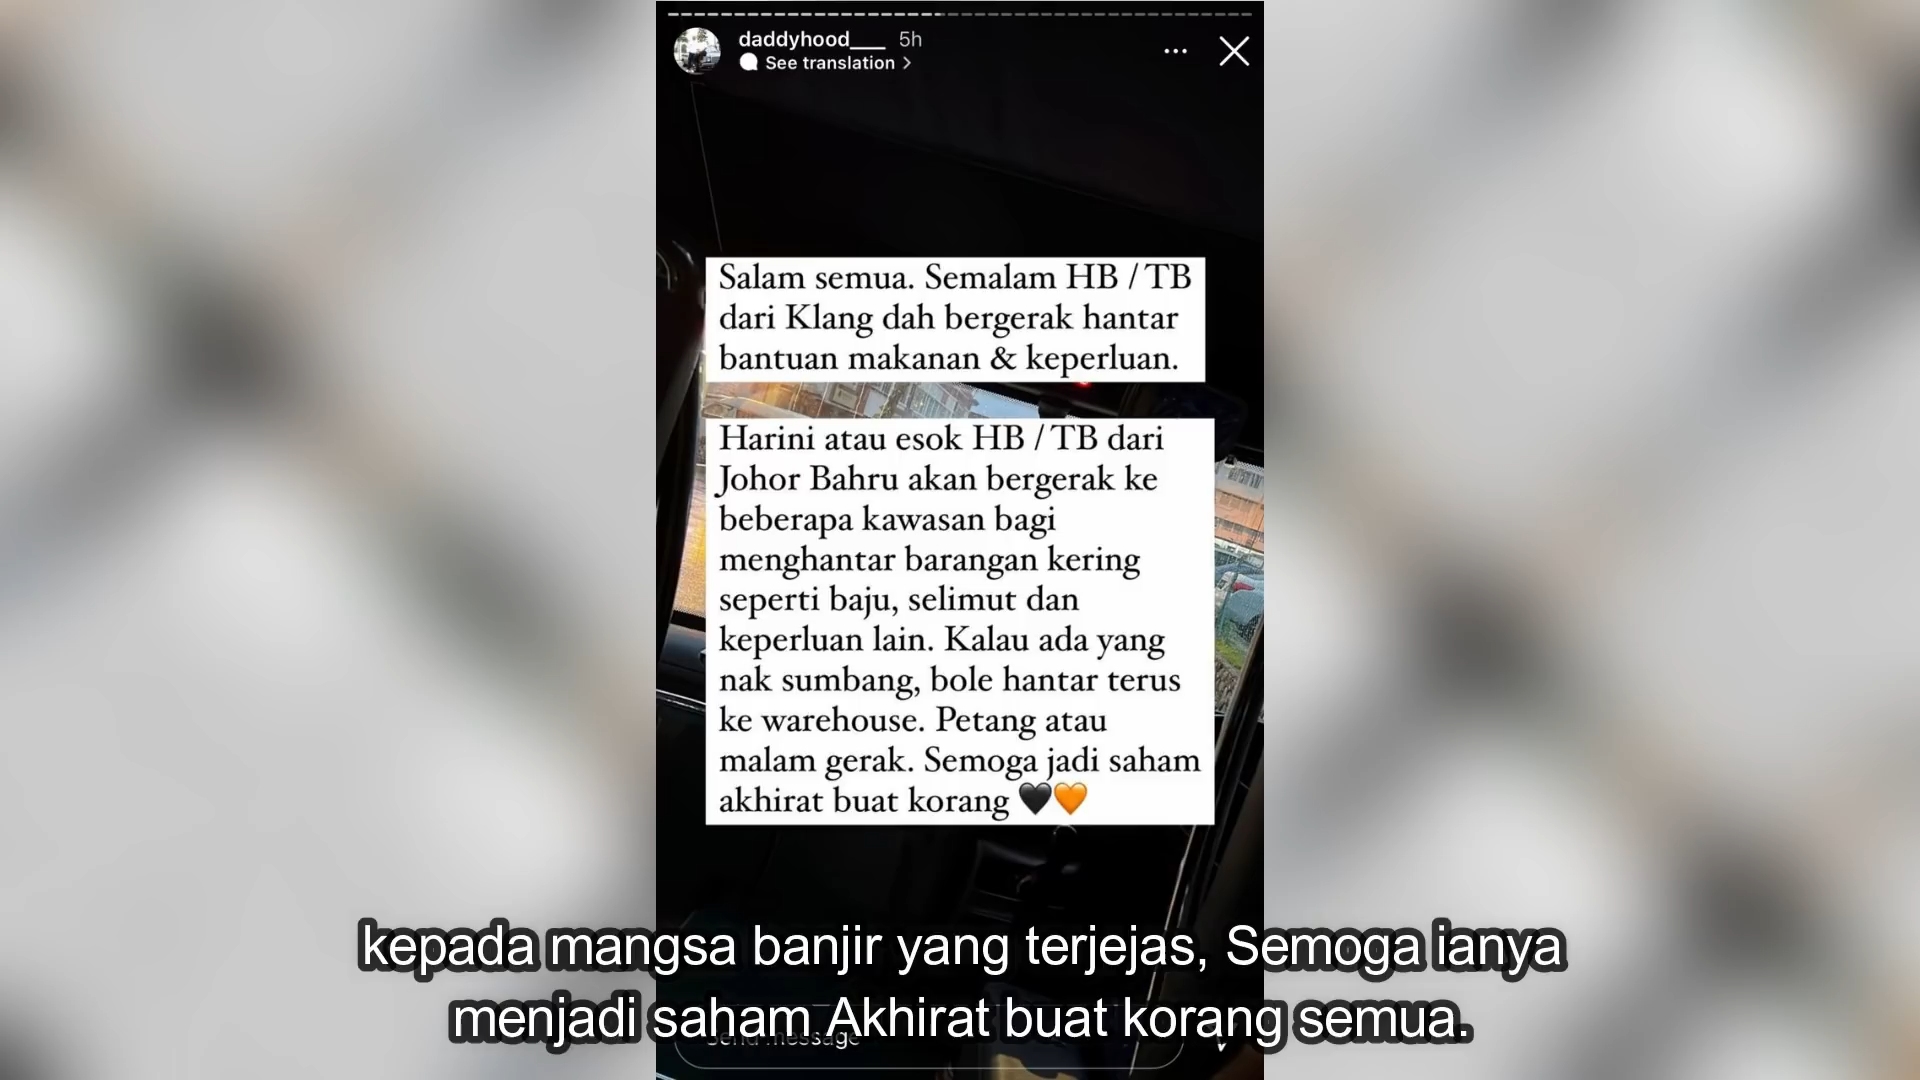 daddyhood___ 5h
See translation >
Salam semua. Semalam HB / TB
dari Klang dah bergerak hantar
bantuan makanan & keperluan.
Harini atau esok HB / TB dari
Johor Bahru akan bergerak ke
beberapa kawasan bagi
menghantar barangan kering
seperti baju, selimut dan
keperluan lain. Kalau ada yang
nak sumbang, bole hantar terus
ke warehouse. Petang atau
malam gerak. Semoga jadi saham
akhirat buat korang 🖤🧡
kepada mangsa banjir yang terjejas, Semoga ianya
menjadi saham Akhirat buat korang semua.
Send message